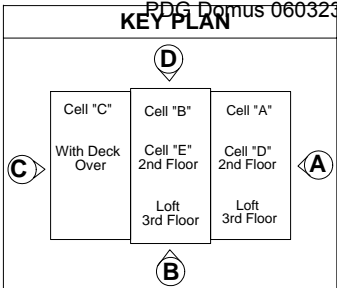 PDG Domus 060323
KEY PLAN
D
Cell "C"
Cell "B"
Cell "A"
With Deck
Over
Cell "E"
2nd Floor
Cell "D"
2nd Floor
C
A
Loft
3rd Floor
Loft
3rd Floor
B